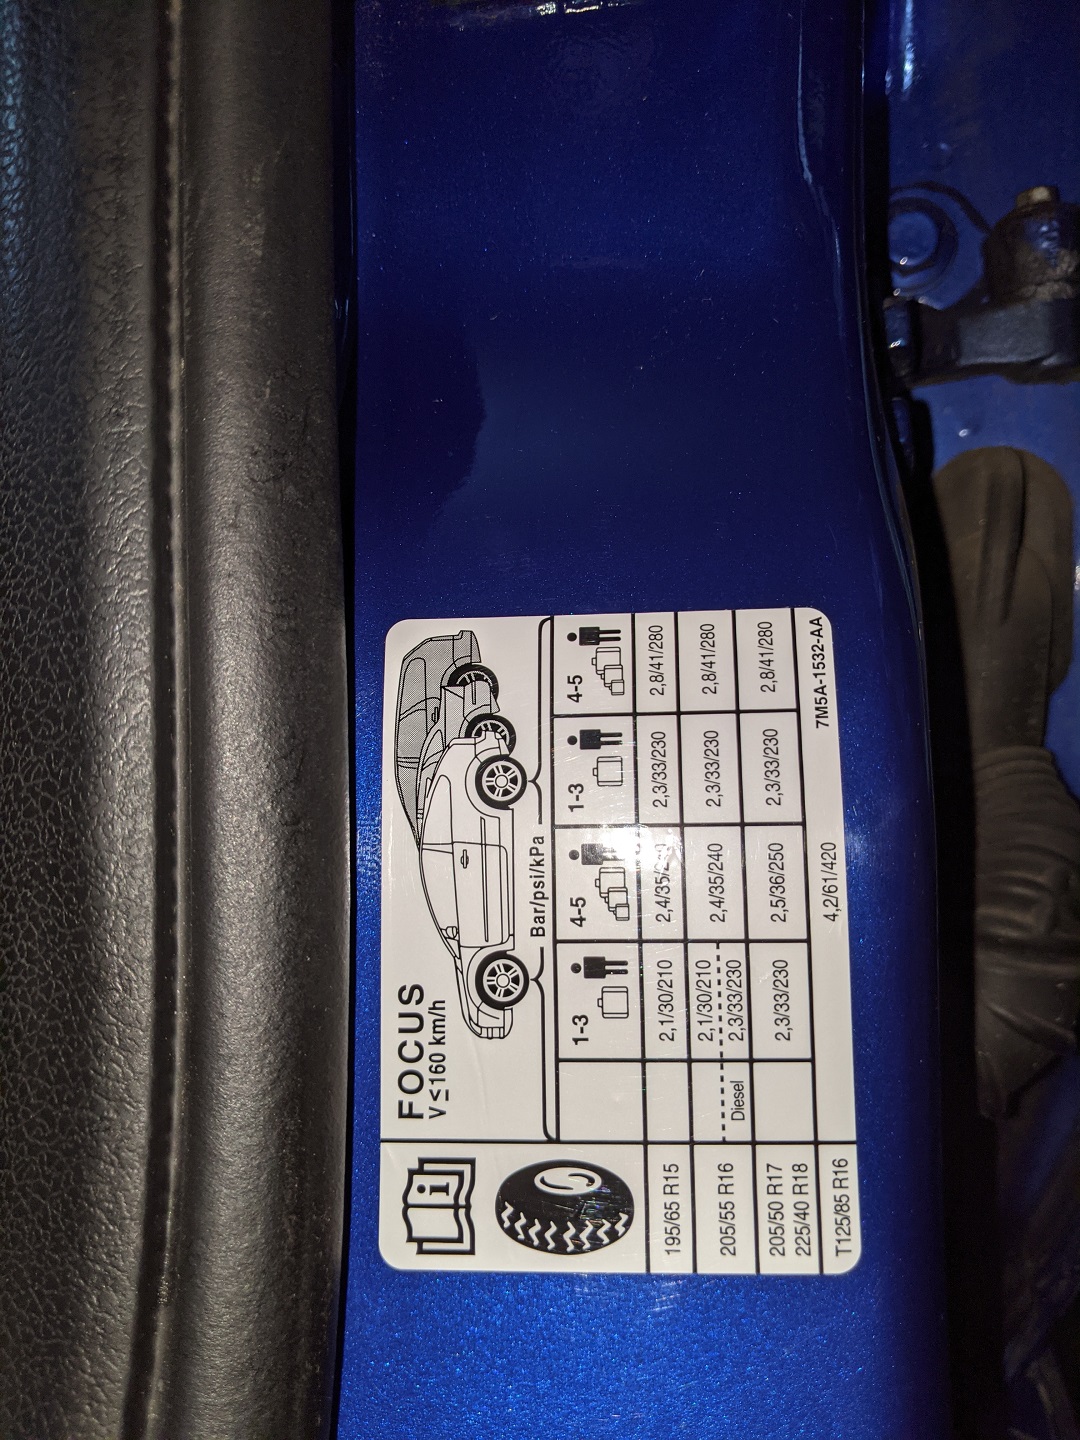 FOCUS
V ≤ 160 km/h
Bar/psi/kPa
1-3 4-5 1-3 4-5
195/65 R15 2,1/30/210 2,4/35/240 2,3/33/230 2,8/41/280
205/55 R16 2,1/30/210 2,4/35/240 2,3/33/230 2,8/41/280
Diesel 2,3/33/230
205/50 R17 2,3/33/230 2,5/36/250 2,3/33/230 2,8/41/280
225/40 R18
T125/85 R16 4,2/61/420
7M5A-1532-AA